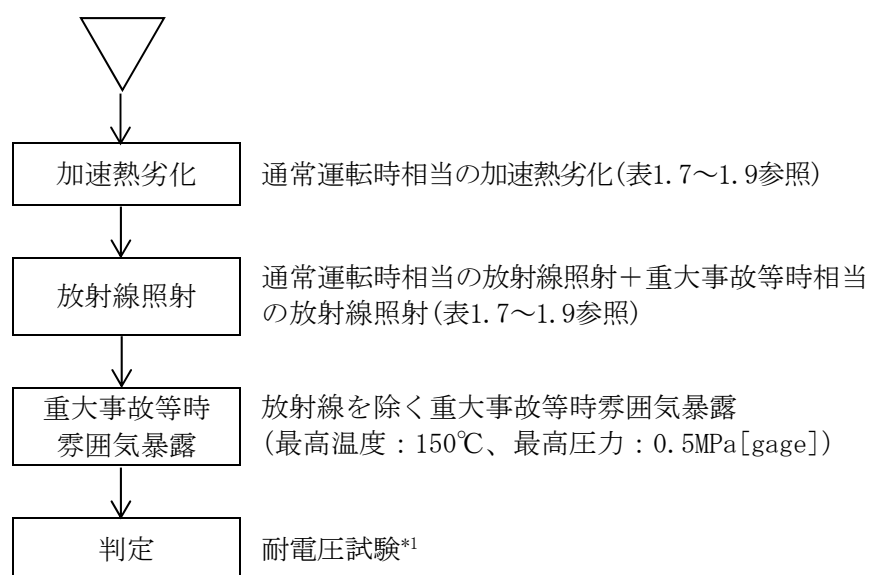 加速熱劣化
通常運転時相当の加速熱劣化(表1.7～1.9参照)
放射線照射
通常運転時相当の放射線照射＋重大事故等時相当
の放射線照射(表1.7～1.9参照)
重大事故等時
雰囲気暴露
放射線を除く重大事故等時雰囲気暴露
(最高温度：150℃、最高圧力：0.5MPa[gage])
判定
耐電圧試験*1